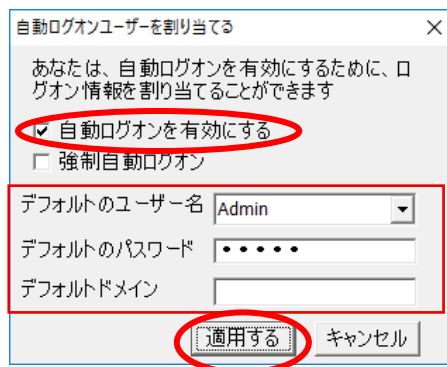 自動ログオンユーザーを割り当てる
あなたは、自動ログオンを有効にするために、ロ
グオン情報を割り当てることができます
自動ログオンを有効にする
強制自動ログオン
デフォルトのユーザー名 Admin
デフォルトのパスワード •••••
デフォルトドメイン
適用する キャンセル